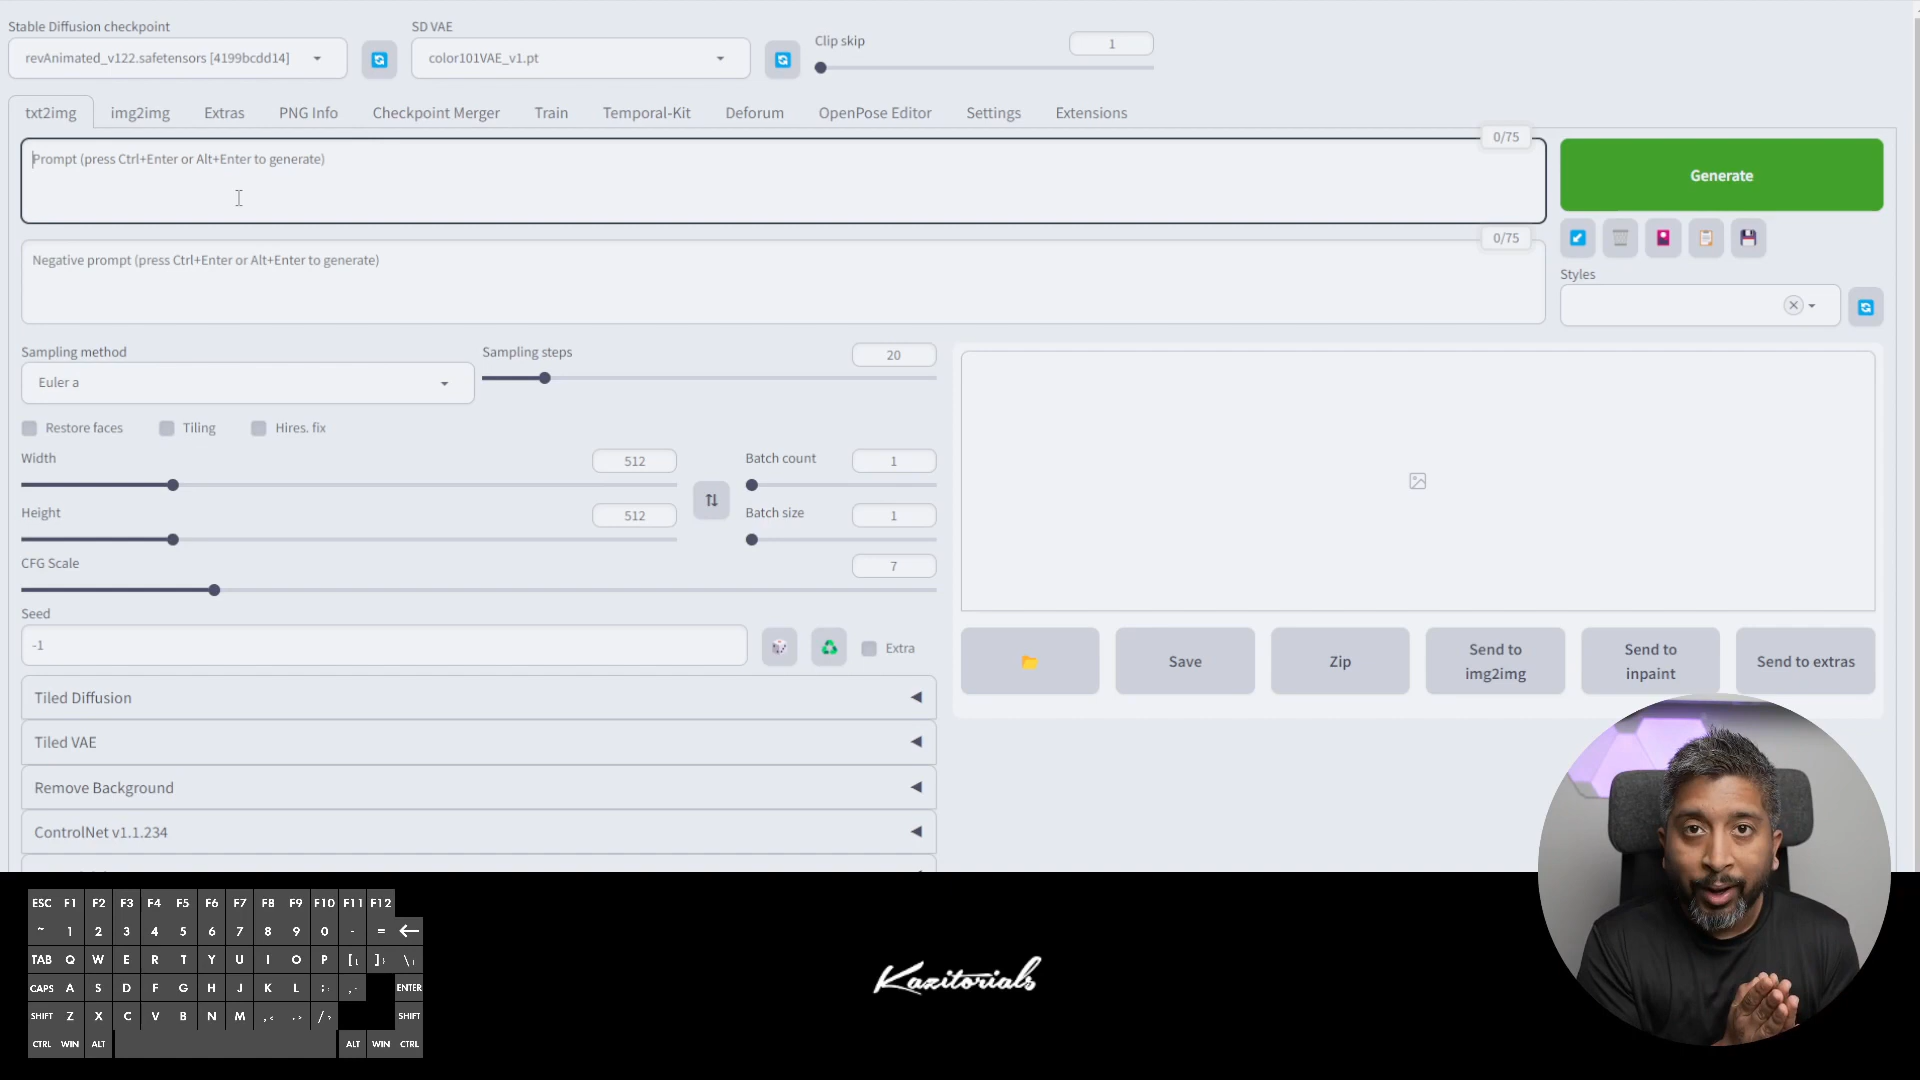 Stable Diffusion checkpoint
SD VAE
Clip skip
1
revAnimated_v122.safetensors [4199bcdd14]
color101VAE_v1.pt
txt2img
img2img
Extras
PNG Info
Checkpoint Merger
Train
Temporal-Kit
Deforum
OpenPose Editor
Settings
Extensions
0/75
Prompt (press Ctrl+Enter or Alt+Enter to generate)
Generate
0/75
Negative prompt (press Ctrl+Enter or Alt+Enter to generate)
Styles
Sampling method
Euler a
Sampling steps
20
Restore faces
Tiling
Hires. fix
Width
512
Batch count
1
Height
512
Batch size
1
CFG Scale
7
Seed
-1
Extra
Save
Zip
Send to
img2img
Send to
inpaint
Send to extras
Tiled Diffusion
Tiled VAE
Remove Background
ControlNet v1.1.234
ESC F1 F2 F3 F4 F5 F6 F7 F8 F9 F10 F11 F12
~ 1 2 3 4 5 6 7 8 9 0 - =
TAB Q W E R T Y U I O P [{ ]} \|
CAPS A S D F G H J K L ;: ENTER
SHIFT Z X C V B N M ,< .> /? SHIFT
CTRL WIN ALT ALT WIN CTRL
Kazitorials